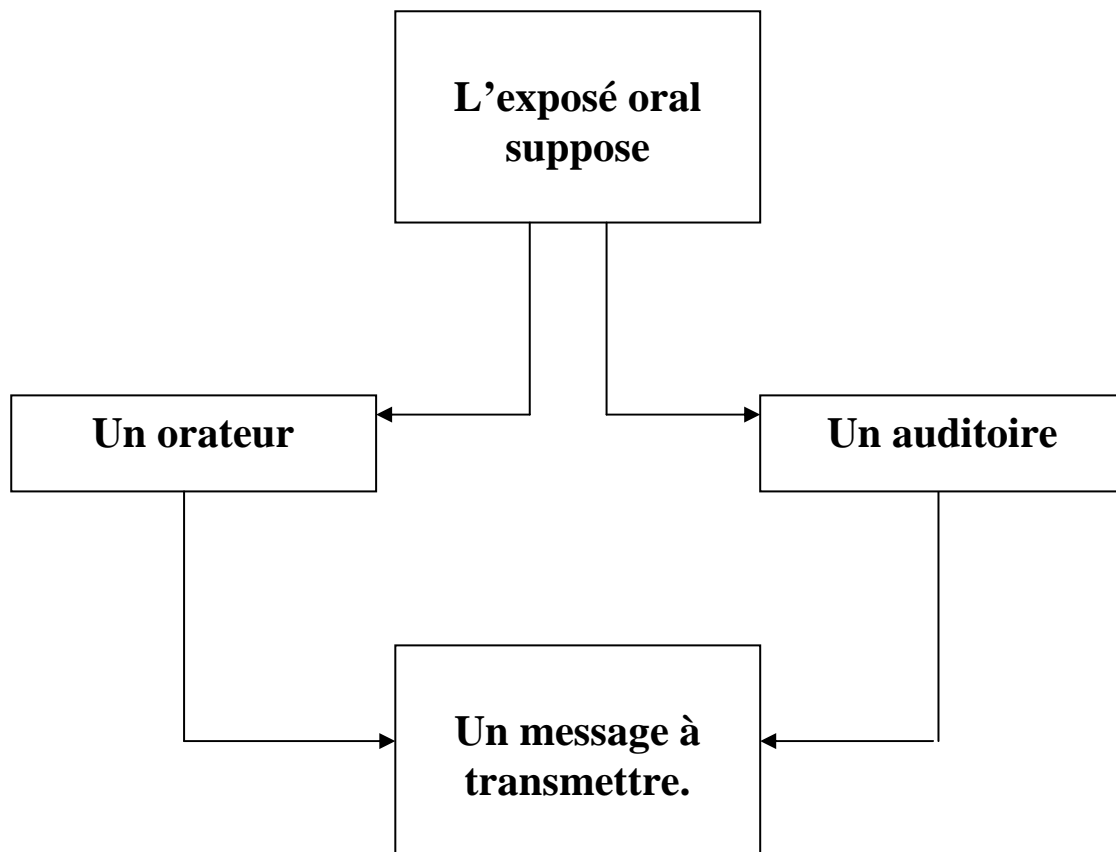 L’exposé oral
suppose
Un orateur
Un auditoire
Un message à
transmettre.